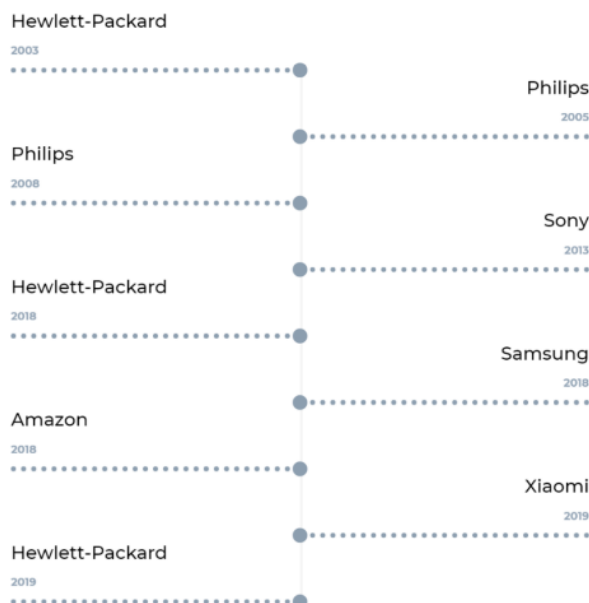 Hewlett-Packard
2003
Philips
2005
Philips
2008
Sony
2013
Hewlett-Packard
2018
Samsung
2018
Amazon
2018
Xiaomi
2019
Hewlett-Packard
2019